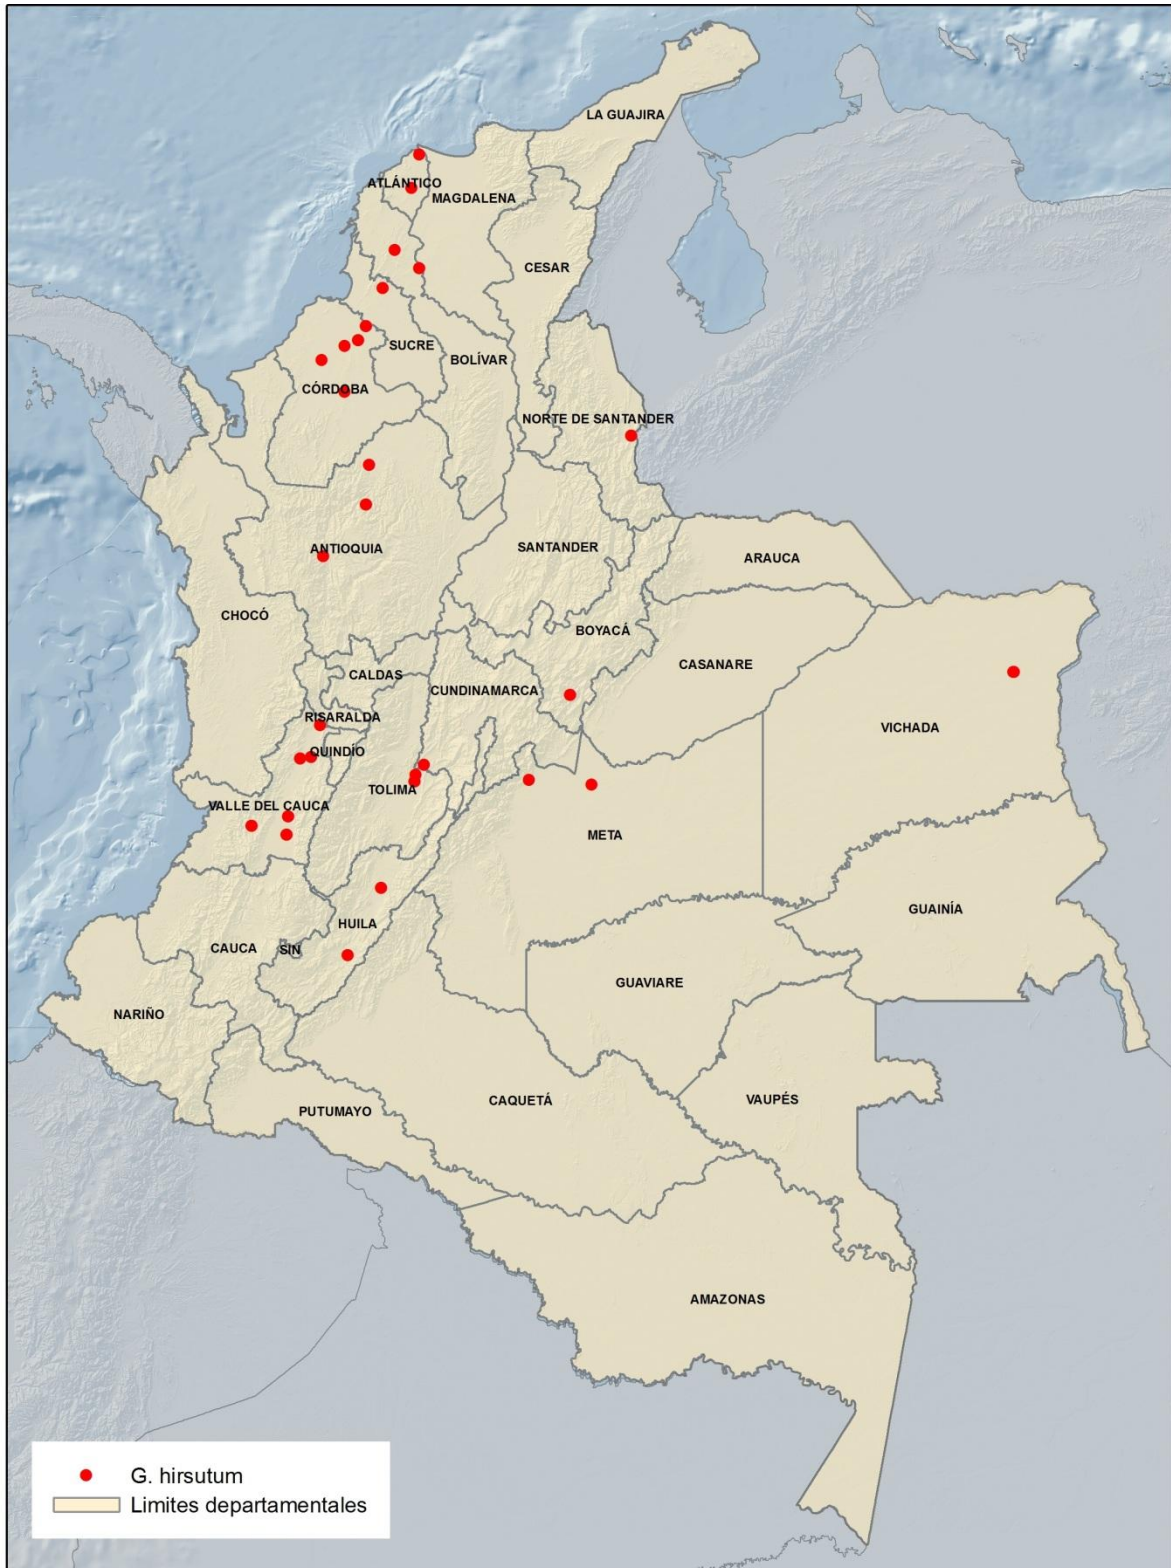 LA GUAJIRA
ATLÁNTICO
MAGDALENA
CESAR
SUCRE
BOLÍVAR
CÓRDOBA
NORTE DE SANTANDER
ANTIOQUIA
SANTANDER
ARAUCA
CHOCÓ
BOYACÁ
CASANARE
CALDAS
CUNDINAMARCA
RISARALDA
VICHADA
QUINDÍO
TOLIMA
VALLE DEL CAUCA
META
GUAINÍA
HUILA
CAUCA
SIN
GUAVIARE
NARIÑO
CAQUETÁ
VAUPÉS
PUTUMAYO
AMAZONAS
G. hirsutum
Limites departamentales